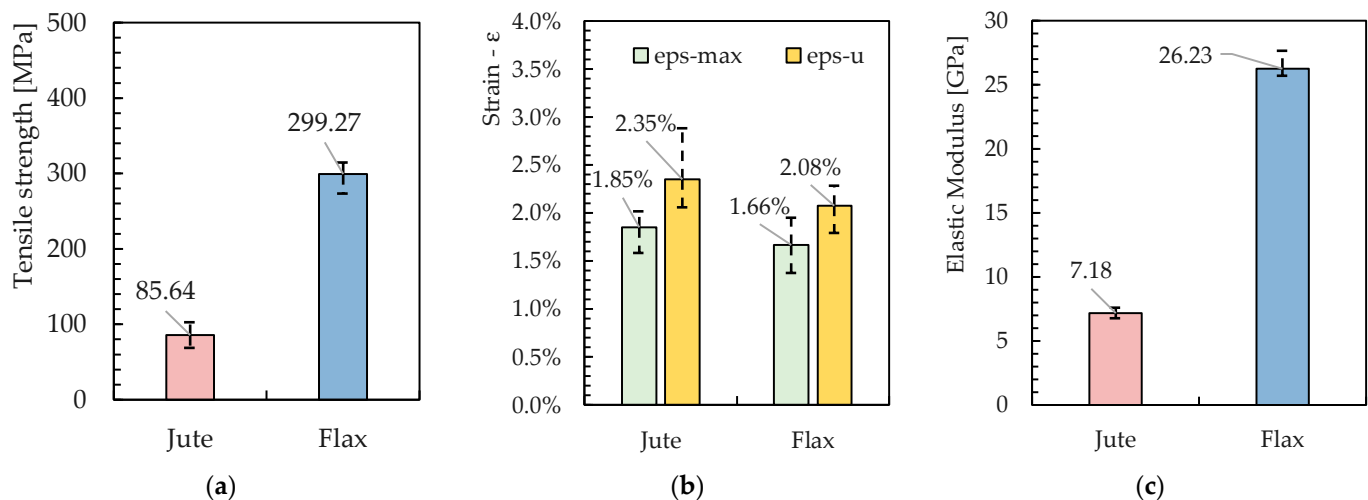 Tensile strength [MPa]
500
400
300
200
100
0
85.64
299.27
Jute
Flax
(a)
Strain - ε
4.0%
3.5%
3.0%
2.5%
2.0%
1.5%
1.0%
0.5%
0.0%
eps-max
eps-u
1.85%
2.35%
1.66%
2.08%
Jute
Flax
(b)
Elastic Modulus [GPa]
30
25
20
15
10
5
0
7.18
26.23
Jute
Flax
(c)